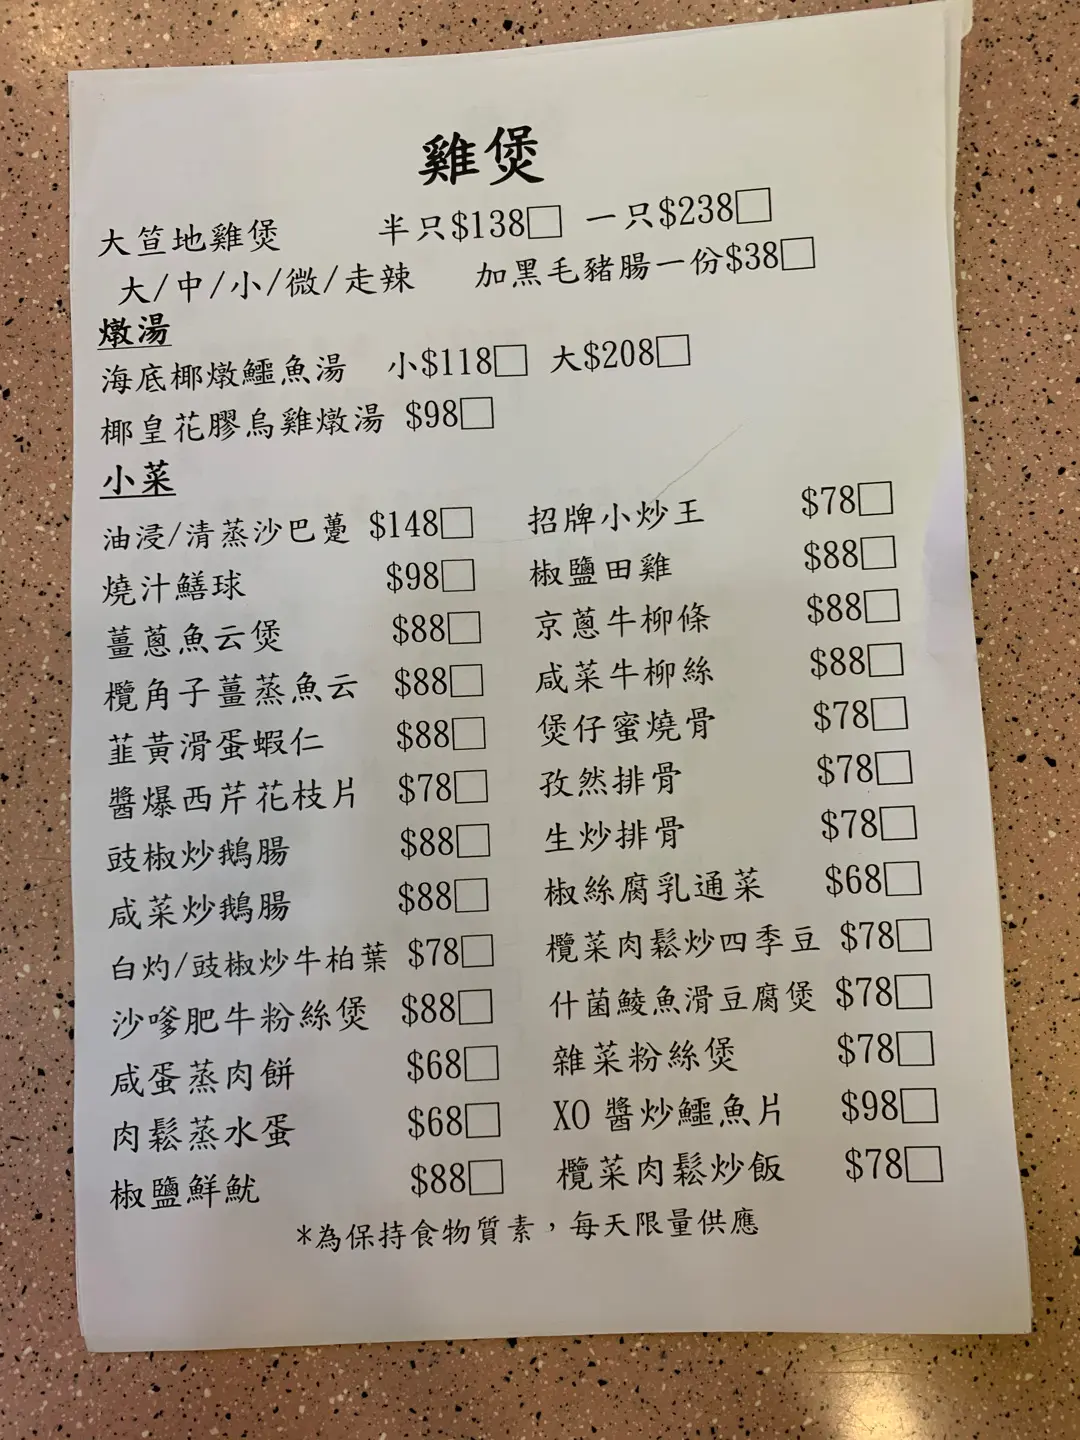 雞煲
大笪地雞煲 半只$138□ 一只$238□
大/中/小/微/走辣 加黑毛豬腸一份$38□
燉湯
海底椰燉鱷魚湯 小$118□ 大$208□
椰皇花膠烏雞燉湯 $98□
小菜
油浸/清蒸沙巴躉 $148□ 招牌小炒王 $78□
燒汁鱔球 $98□ 椒鹽田雞 $88□
薑蔥魚云煲 $88□ 京蔥牛柳條 $88□
欖角子薑蒸魚云 $88□ 咸菜牛柳絲 $88□
韮黃滑蛋蝦仁 $88□ 煲仔蜜燒骨 $78□
醬爆西芹花枝片 $78□ 孜然排骨 $78□
豉椒炒鵝腸 $88□ 生炒排骨 $78□
咸菜炒鵝腸 $88□ 椒絲腐乳通菜 $68□
白灼/豉椒炒牛柏葉 $78□ 欖菜肉鬆炒四季豆 $78□
沙嗲肥牛粉絲煲 $88□ 什菌鯪魚滑豆腐煲 $78□
咸蛋蒸肉餅 $68□ 雜菜粉絲煲 $78□
肉鬆蒸水蛋 $68□ XO 醬炒鱷魚片 $98□
椒鹽鮮魷 $88□ 欖菜肉鬆炒飯 $78□
*為保持食物質素，每天限量供應